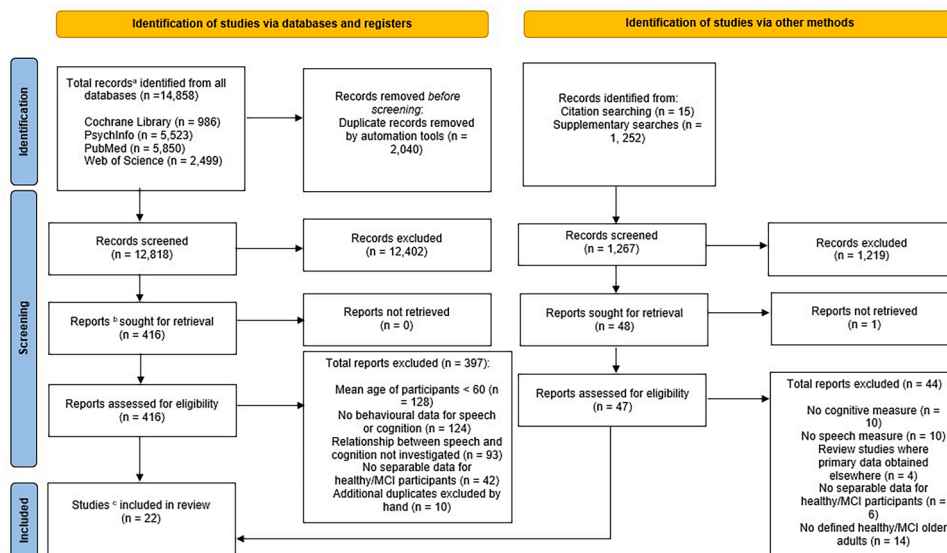 Identification of studies via databases and registers
Identification of studies via other methods
Identification
Total recordsª identified from all
databases (n =14,858)
Cochrane Library (n = 986)
PsychInfo (n = 5,523)
PubMed (n = 5,850)
Web of Science (n = 2,499)
Records removed before
screening:
Duplicate records removed
by automation tools (n =
2,040)
Records identified from:
Citation searching (n = 15)
Supplementary searches (n =
1, 252)
Screening
Records screened
(n = 12,818)
Records excluded
(n = 12,402)
Records screened
(n = 1,267)
Records excluded
(n = 1,219)
Reports ᵇ sought for retrieval
(n = 416)
Reports not retrieved
(n = 0)
Reports sought for retrieval
(n = 48)
Reports not retrieved
(n = 1)
Reports assessed for eligibility
(n = 416)
Total reports excluded (n = 397):
Mean age of participants < 60 (n
= 128)
No behavioural data for speech
or cognition (n = 124)
Relationship between speech and
cognition not investigated (n = 93)
No separable data for
healthy/MCI participants (n = 42)
Additional duplicates excluded by
hand (n = 10)
Reports assessed for eligibility
(n = 47)
Total reports excluded (n = 44)
No cognitive measure (n =
10)
No speech measure (n = 10)
Review studies where
primary data obtained
elsewhere (n = 4)
No separable data for
healthy/MCI participants (n =
6)
No defined healthy/MCI older
adults (n = 14)
Included
Studies ᶜ included in review
(n = 22)